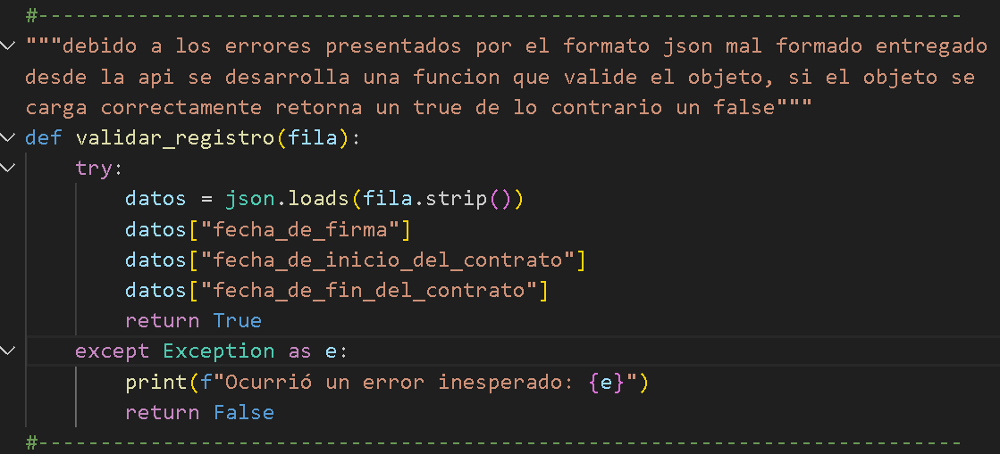 #--------------------------------------------------------------------------
"""debido a los errores presentados por el formato json mal formado entregado
desde la api se desarrolla una funcion que valide el objeto, si el objeto se
carga correctamente retorna un true de lo contrario un false"""
def validar_registro(fila):
    try:
        datos = json.loads(fila.strip())
        datos["fecha_de_firma"]
        datos["fecha_de_inicio_del_contrato"]
        datos["fecha_de_fin_del_contrato"]
        return True
    except Exception as e:
        print(f"Ocurrió un error inesperado: {e}")
        return False
#--------------------------------------------------------------------------